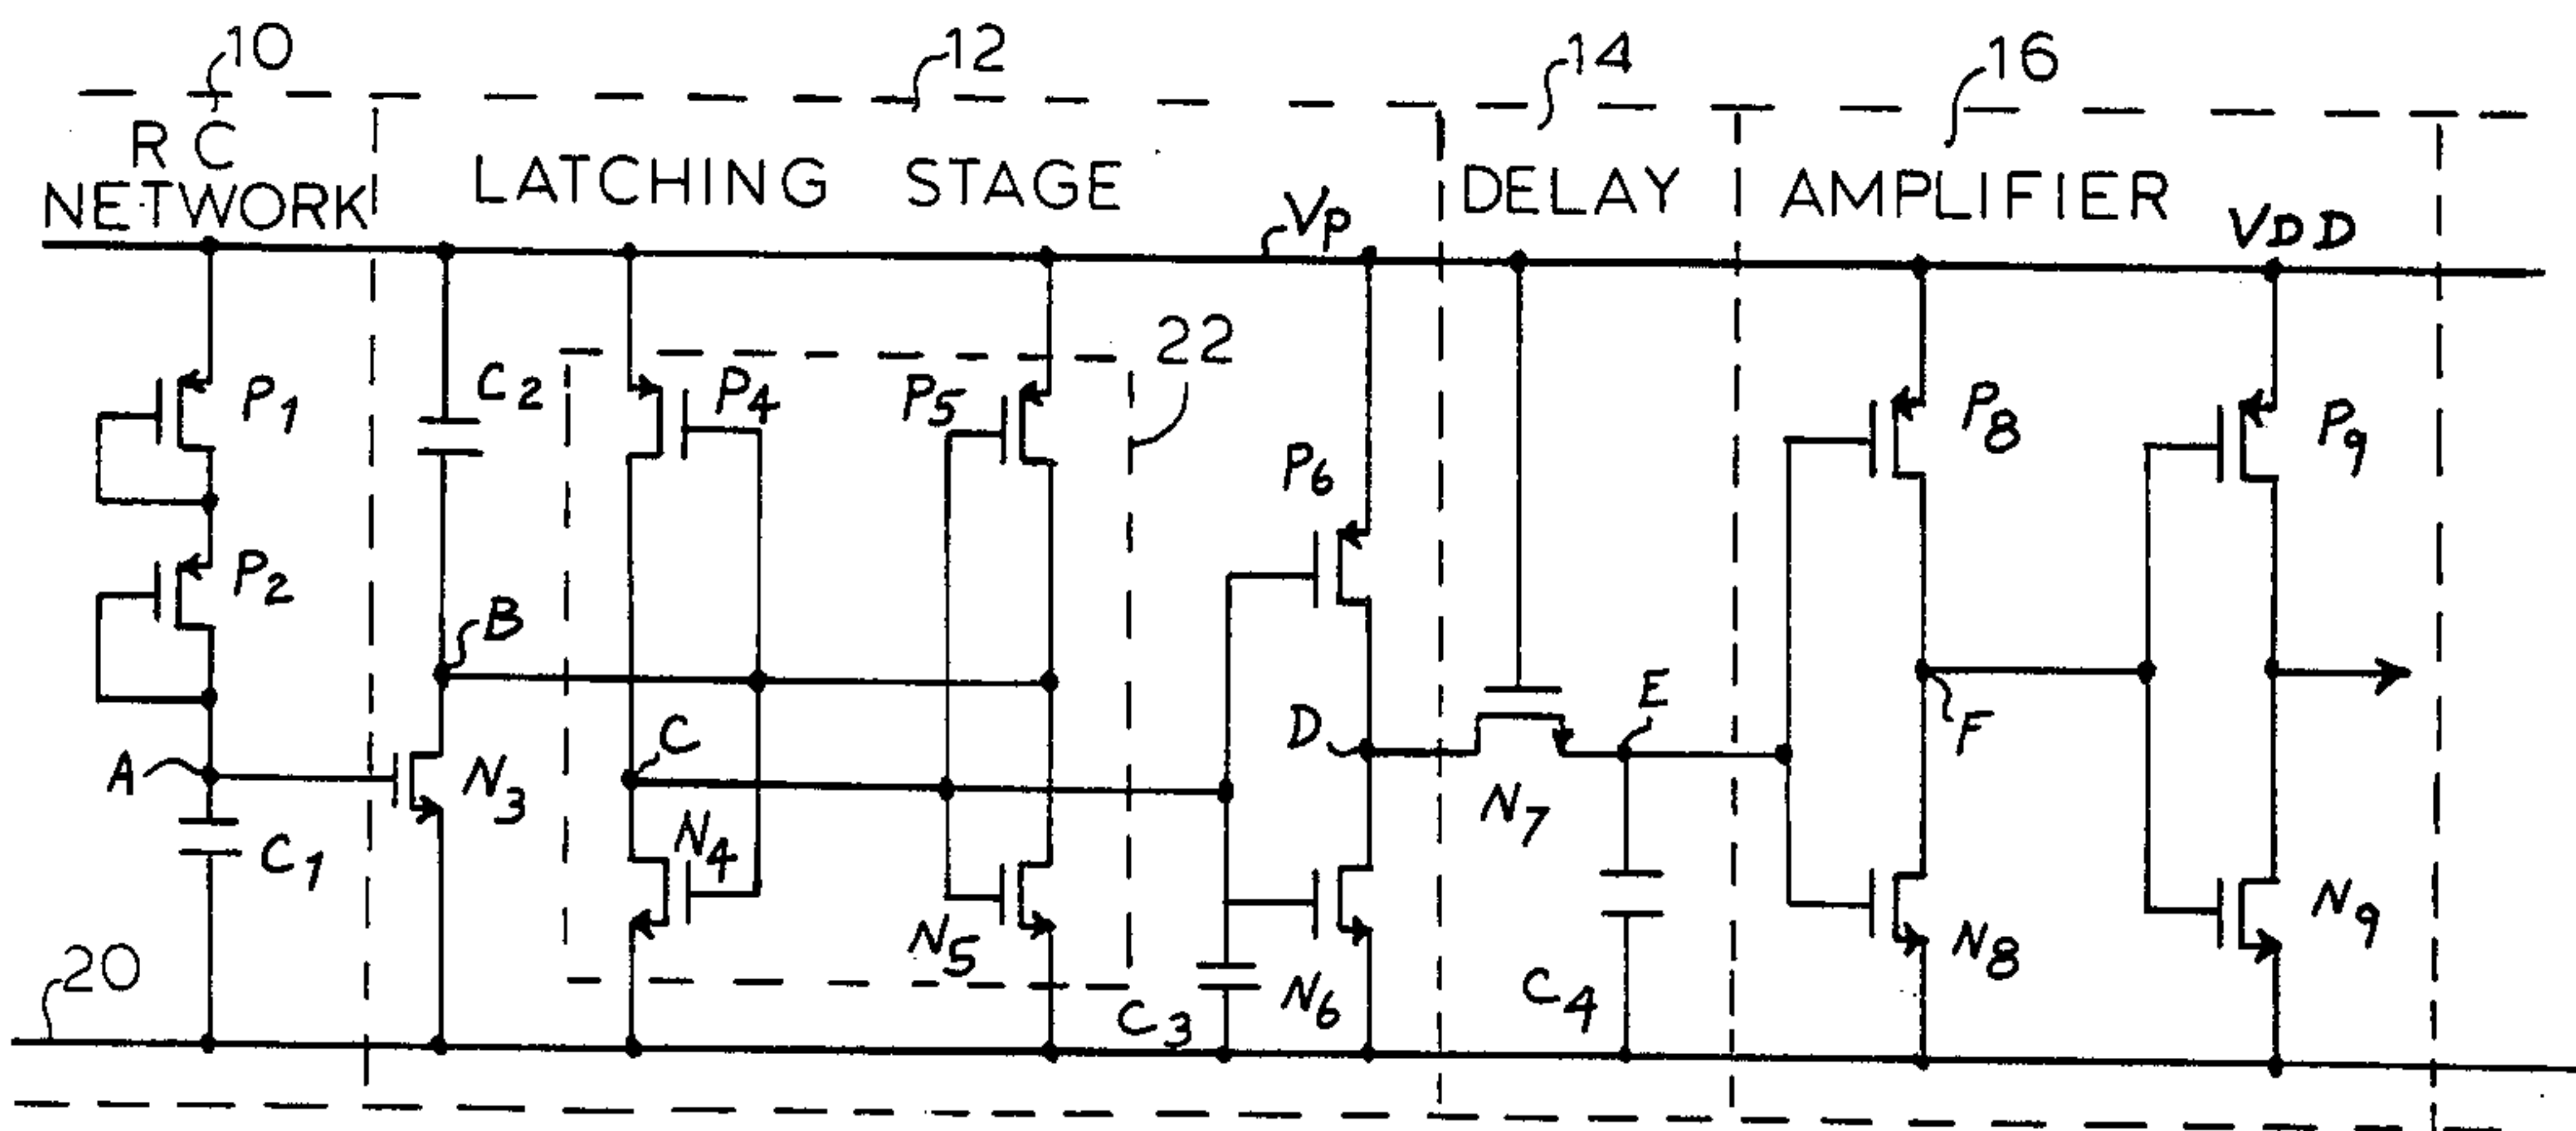 10
12
14
16
RC
NETWORK
LATCHING STAGE
DELAY
AMPLIFIER
Vp
VDD
22
P1
C2
P4
P5
P6
P8
P9
P2
B
A
N3
C
D
E
F
N7
C1
N4
N5
N6
C3
C4
N8
N9
20